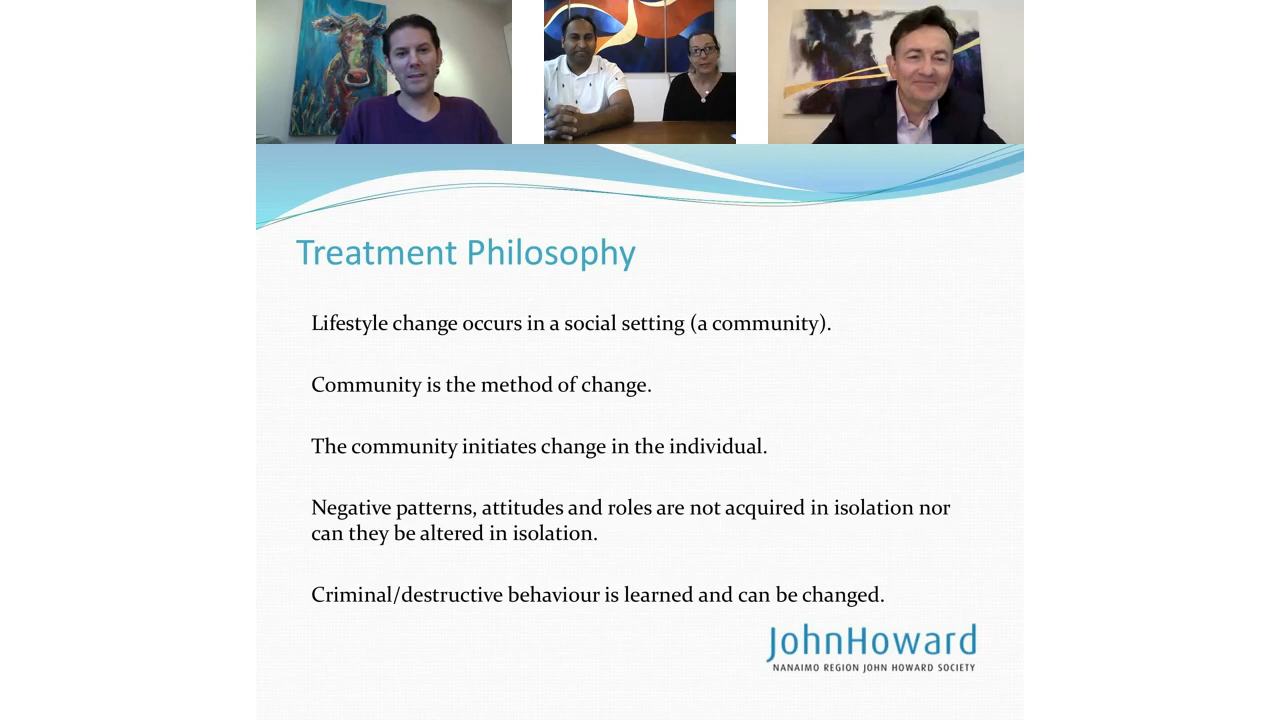 Treatment Philosophy
Lifestyle change occurs in a social setting (a community).
Community is the method of change.
The community initiates change in the individual.
Negative patterns, attitudes and roles are not acquired in isolation nor
can they be altered in isolation.
Criminal/destructive behaviour is learned and can be changed.
JohnHoward
NANAIMO REGION JOHN HOWARD SOCIETY